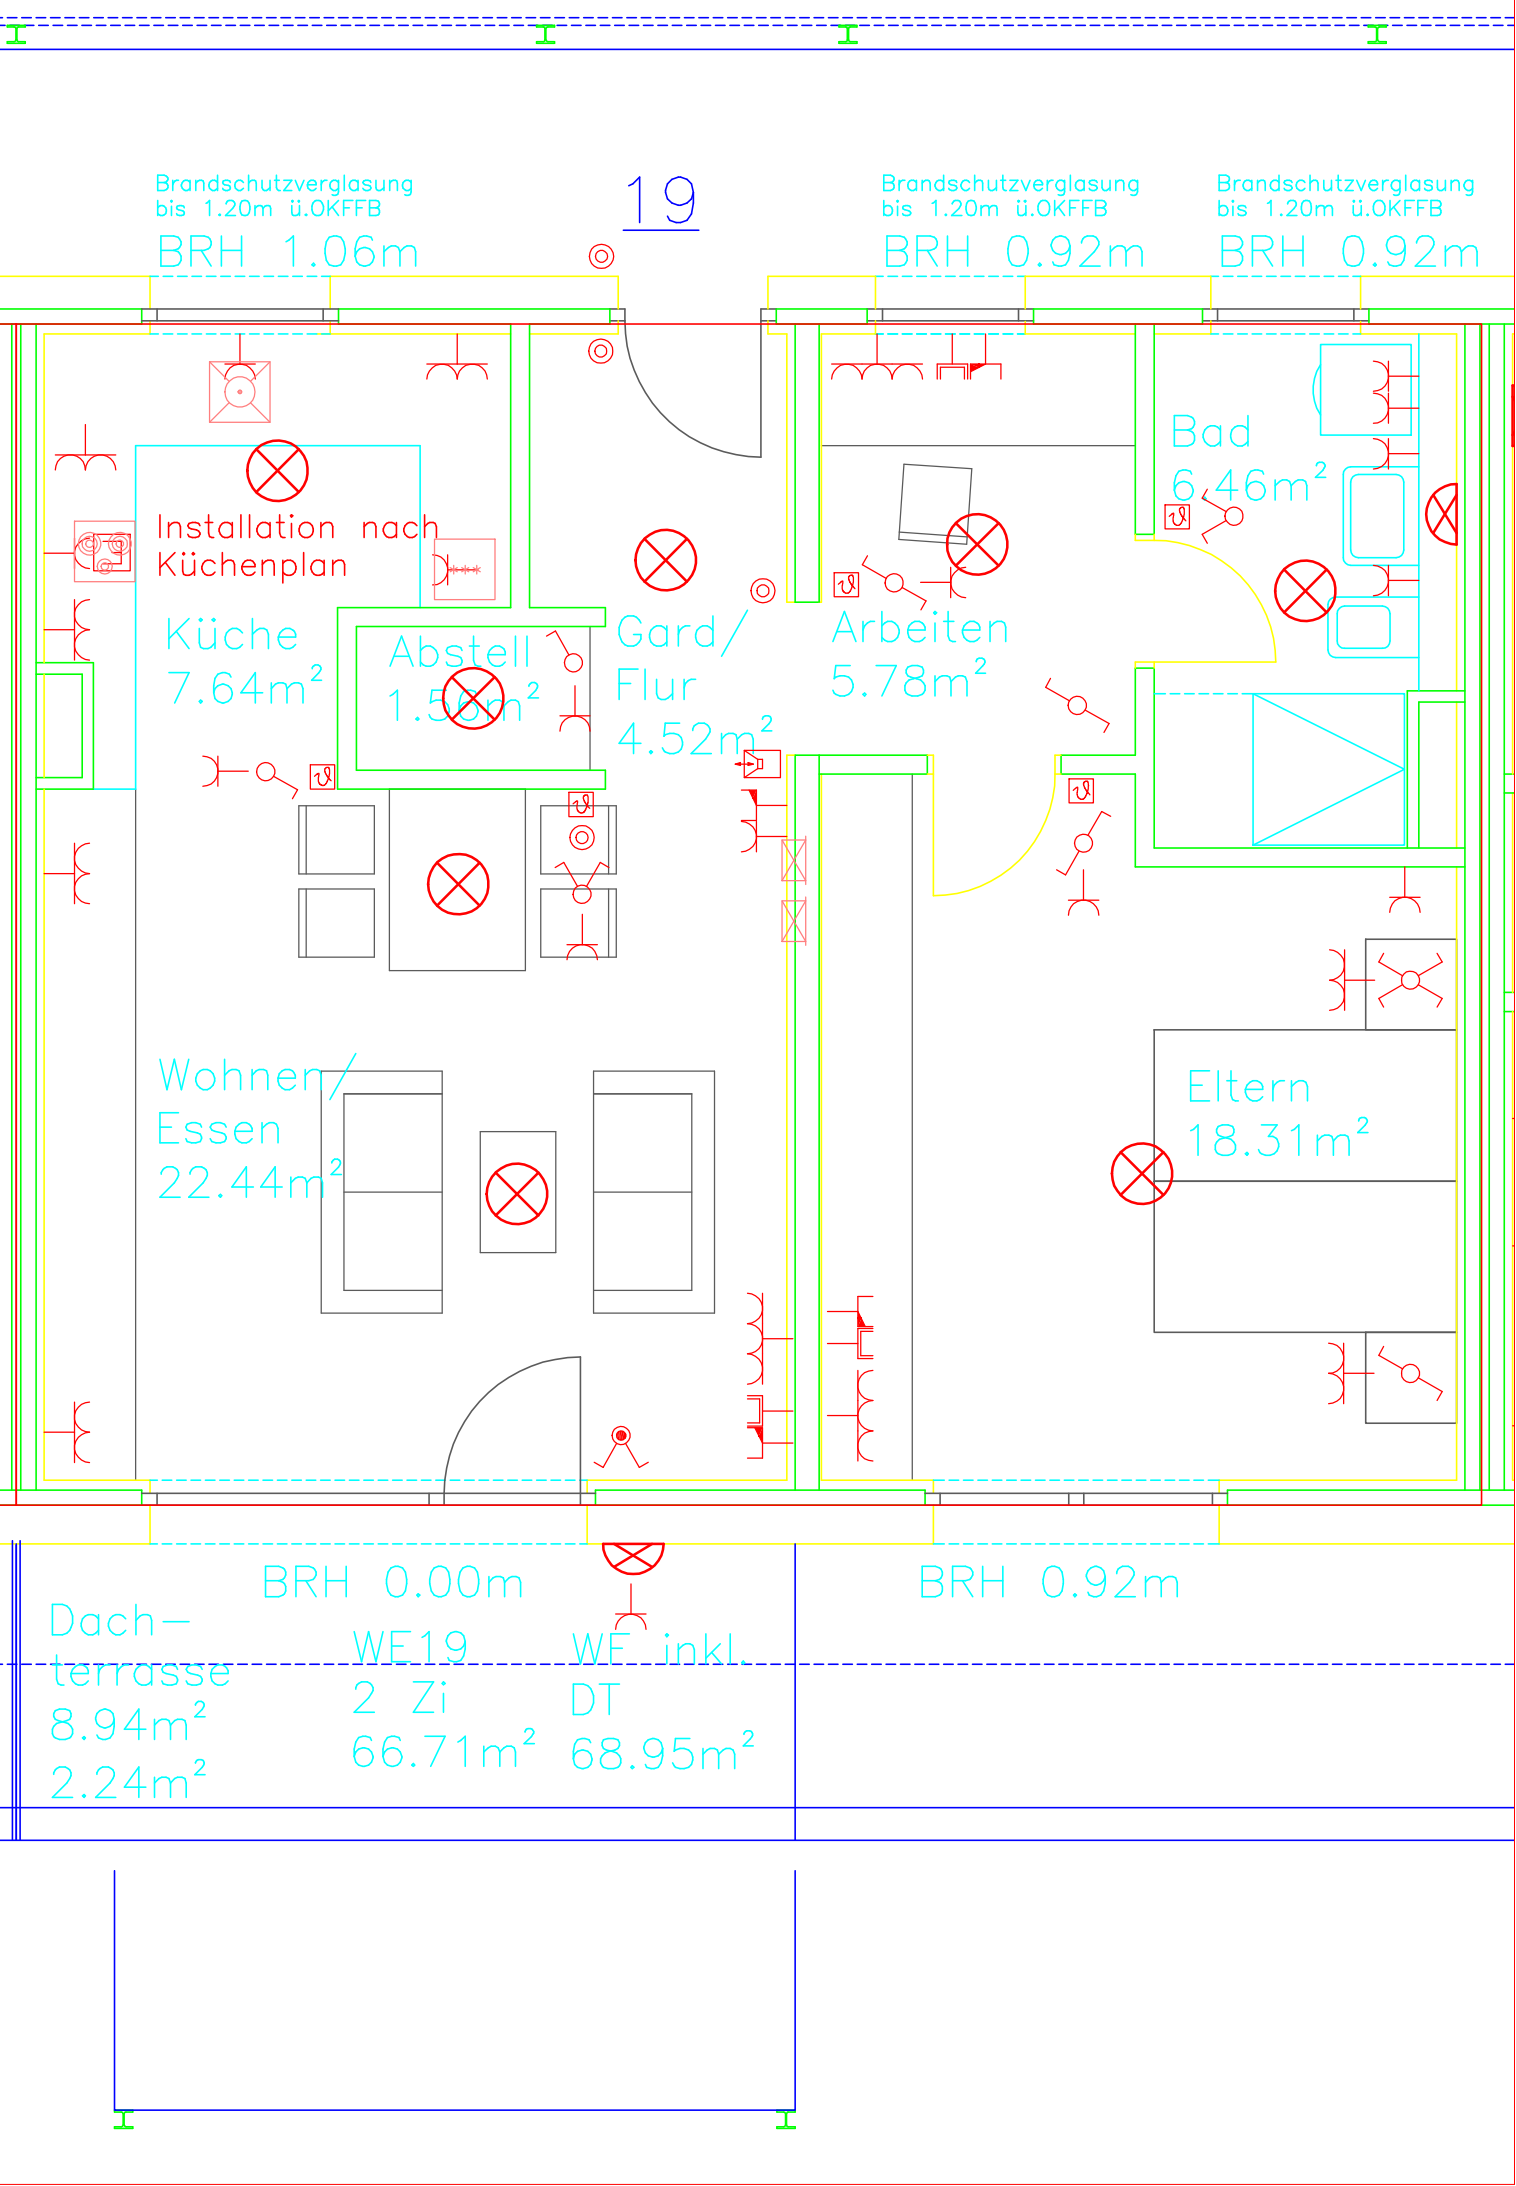 Brandschutzverglasung
bis 1.20m ü.OKFFB
BRH 1.06m
19
Brandschutzverglasung
bis 1.20m ü.OKFFB
BRH 0.92m
Brandschutzverglasung
bis 1.20m ü.OKFFB
BRH 0.92m
Bad
6.46m²
Installation nach
Küchenplan
Küche
7.64m²
Abstell
1.56m²
Gard/
Flur
4.52m²
Arbeiten
5.78m²
Wohnen/
Essen
22.44m²
Eltern
18.31m²
BRH 0.00m
BRH 0.92m
Dach-
terrasse
8.94m²
2.24m²
WE19
2 Zi
66.71m²
WF inkl.
DT
68.95m²